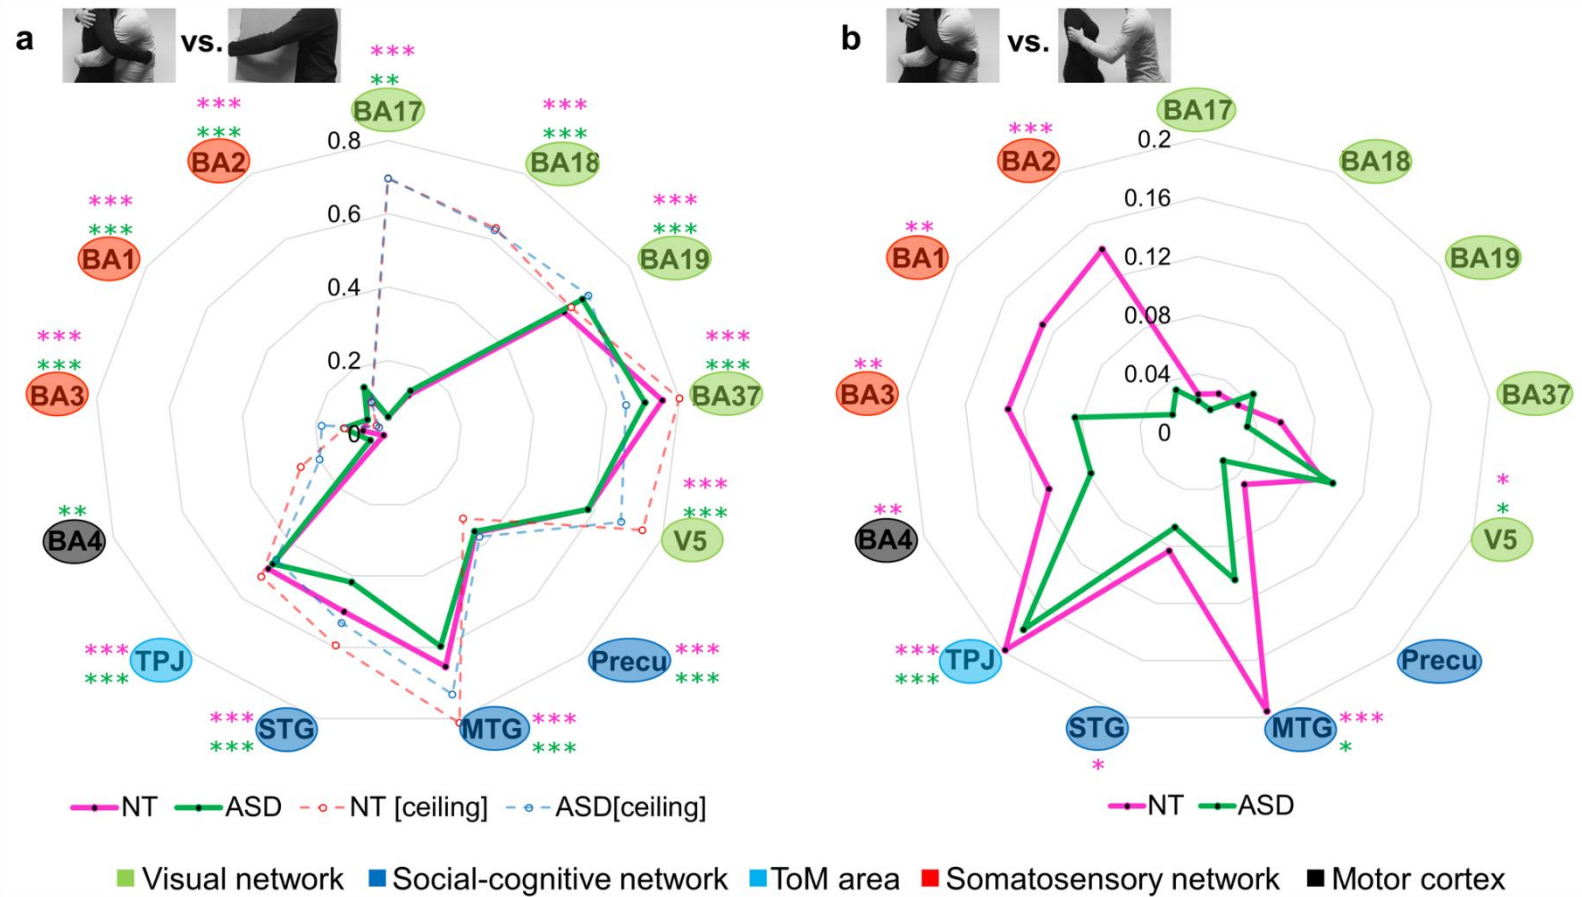 a
vs.
***
**
BA17
***
***
BA18
***
***
BA19
***
***
BA37
***
***
V5
***
***
Precu
***
***
MTG
***
***
STG
***
***
TPJ
**
BA4
***
***
BA3
***
***
BA1
***
***
BA2
0.8
0.6
0.4
0.2
0
NT
ASD
NT [ceiling]
ASD[ceiling]
b
vs.
BA17
BA18
BA19
BA37
*
*
V5
Precu
***
*
MTG
STG
*
***
***
TPJ
**
BA4
**
BA3
**
BA1
***
BA2
0.2
0.16
0.12
0.08
0.04
0
NT
ASD
Visual network
Social-cognitive network
ToM area
Somatosensory network
Motor cortex